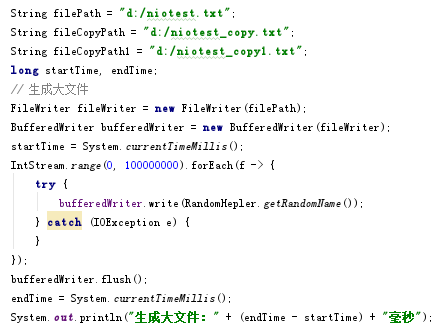 String filePath = "d:/niotest.txt";
String fileCopyPath = "d:/niotest_copy.txt";
String fileCopyPath1 = "d:/niotest_copy1.txt";
long startTime, endTime;
// 生成大文件
FileWriter fileWriter = new FileWriter(filePath);
BufferedWriter bufferedWriter = new BufferedWriter(fileWriter);
startTime = System.currentTimeMillis();
IntStream.range(0, 100000000).forEach(f -> {
    try {
        bufferedWriter.write(RandomHepler.getRandomName());
    } catch (IOException e) {
    }
});
bufferedWriter.flush();
endTime = System.currentTimeMillis();
System.out.println("生成大文件：" + (endTime - startTime) + "毫秒");